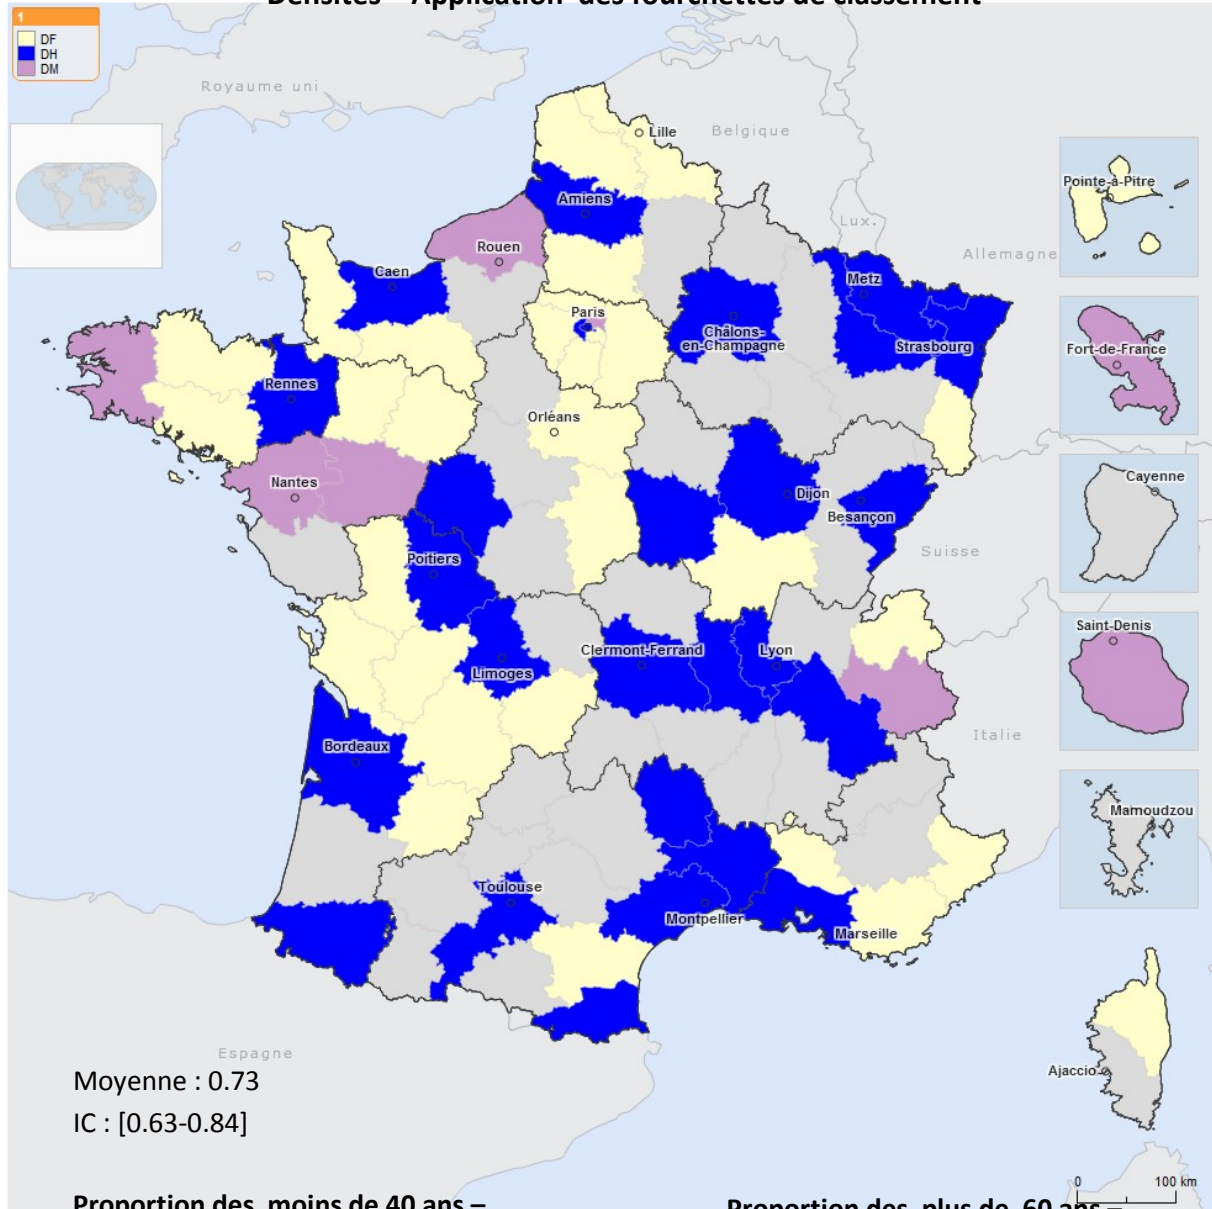 Densités – Application des fourchettes de classement
1
DF
DH
DM
Royaume uni
Belgique
Lille
Pointe-à-Pitre
Amiens
Lux.
Rouen
Allemagne
Caen
Metz
Paris
Châlons-
en-Champagne
Strasbourg
Fort-de-France
Rennes
Orléans
Cayenne
Nantes
Dijon
Besançon
Suisse
Poitiers
Saint-Denis
Clermont-Ferrand
Lyon
Limoges
Italie
Bordeaux
Mamoudzou
Toulouse
Montpellier
Marseille
Espagne
Ajaccio
Moyenne : 0.73
IC : [0.63-0.84]
0 100 km
Proportion des moins de 40 ans –
Proportion des plus de 60 ans –